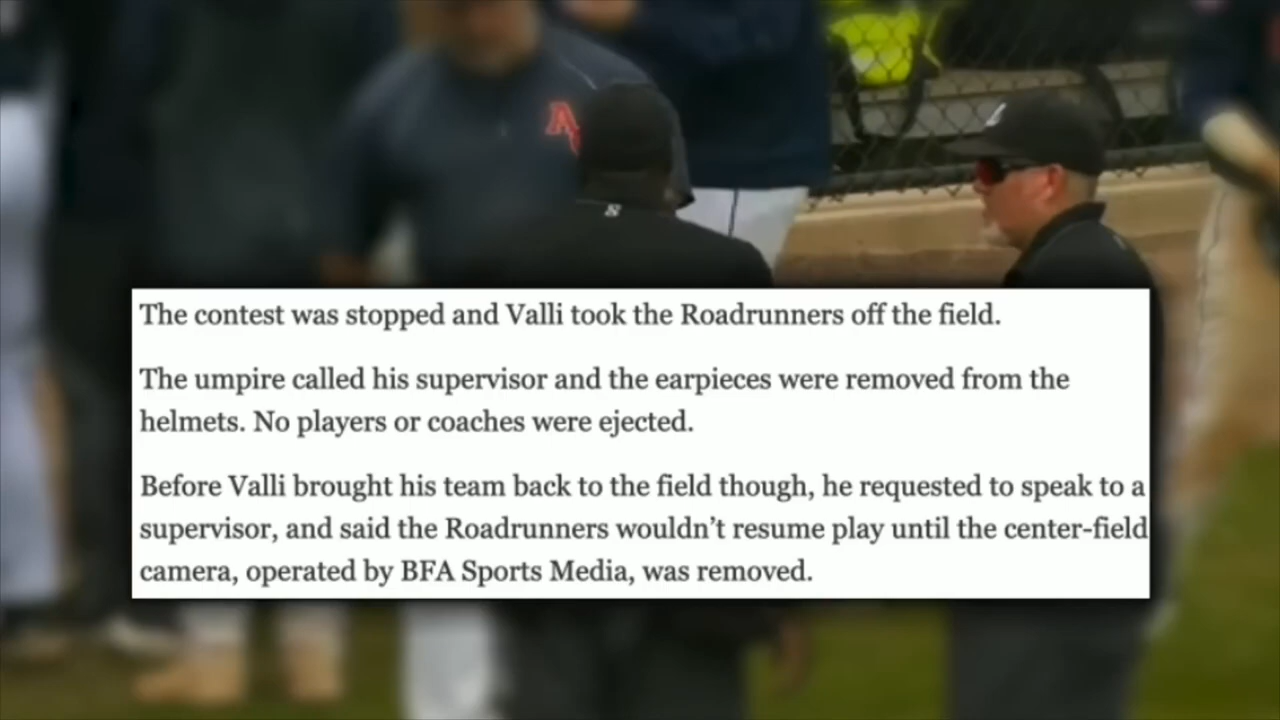 A
The contest was stopped and Valli took the Roadrunners off the field.
The umpire called his supervisor and the earpieces were removed from the
helmets. No players or coaches were ejected.
Before Valli brought his team back to the field though, he requested to speak to a
supervisor, and said the Roadrunners wouldn’t resume play until the center-field
camera, operated by BFA Sports Media, was removed.